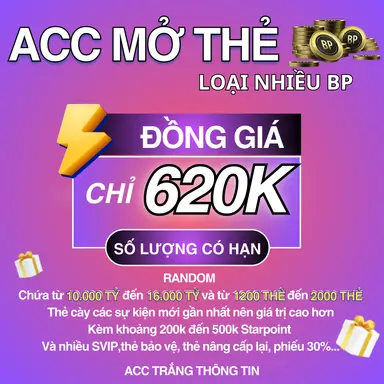 ACC MỞ THẺ
BP
BP
LOẠI NHIỀU BP
ĐỒNG GIÁ
CHỈ 620K
SỐ LƯỢNG CÓ HẠN
RANDOM
Chứa từ 10.000 TỶ đến 16.000 TỶ và từ 1200 THẺ đến 2000 THẺ
Thẻ cày các sự kiện mới gần nhất nên giá trị cao hơn
Kèm khoảng 200k đến 500k Starpoint
Và nhiều SVIP,thẻ bảo vệ, thẻ nâng cấp lại, phiếu 30%...
ACC TRẮNG THÔNG TIN